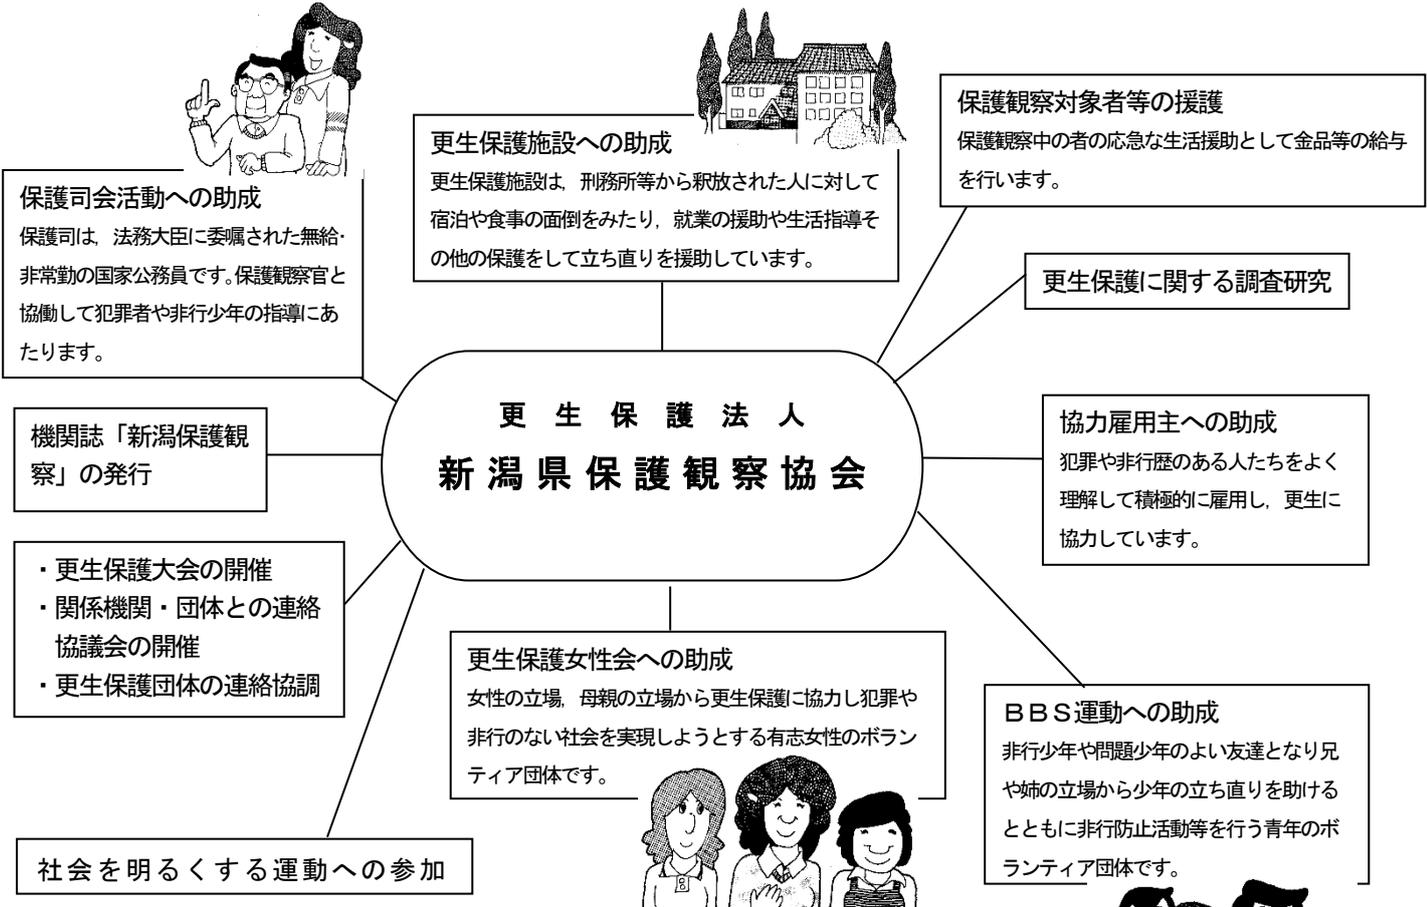 保護司会活動への助成
保護司は，法務大臣に委嘱された無給・
非常勤の国家公務員です。保護観察官と
協働して犯罪者や非行少年の指導にあ
たります。
更生保護施設への助成
更生保護施設は，刑務所等から釈放された人に対して
宿泊や食事の面倒をみたり，就業の援助や生活指導そ
の他の保護をして立ち直りを援助しています。
保護観察対象者等の援護
保護観察中の者の応急な生活援助として金品等の給与
を行います。
更生保護に関する調査研究
機関誌「新潟保護観
察」の発行
更生保護法人
新潟県保護観察協会
協力雇用主への助成
犯罪や非行歴のある人たちをよく
理解して積極的に雇用し，更生に
協力しています。
・更生保護大会の開催
・関係機関・団体との連絡
協議会の開催
・更生保護団体の連絡協調
更生保護女性会への助成
女性の立場，母親の立場から更生保護に協力し犯罪や
非行のない社会を実現しようとする有志女性のボラン
ティア団体です。
ＢＢＳ運動への助成
非行少年や問題少年のよい友達となり兄
や姉の立場から少年の立ち直りを助ける
とともに非行防止活動等を行う青年のボ
ランティア団体です。
社会を明るくする運動への参加